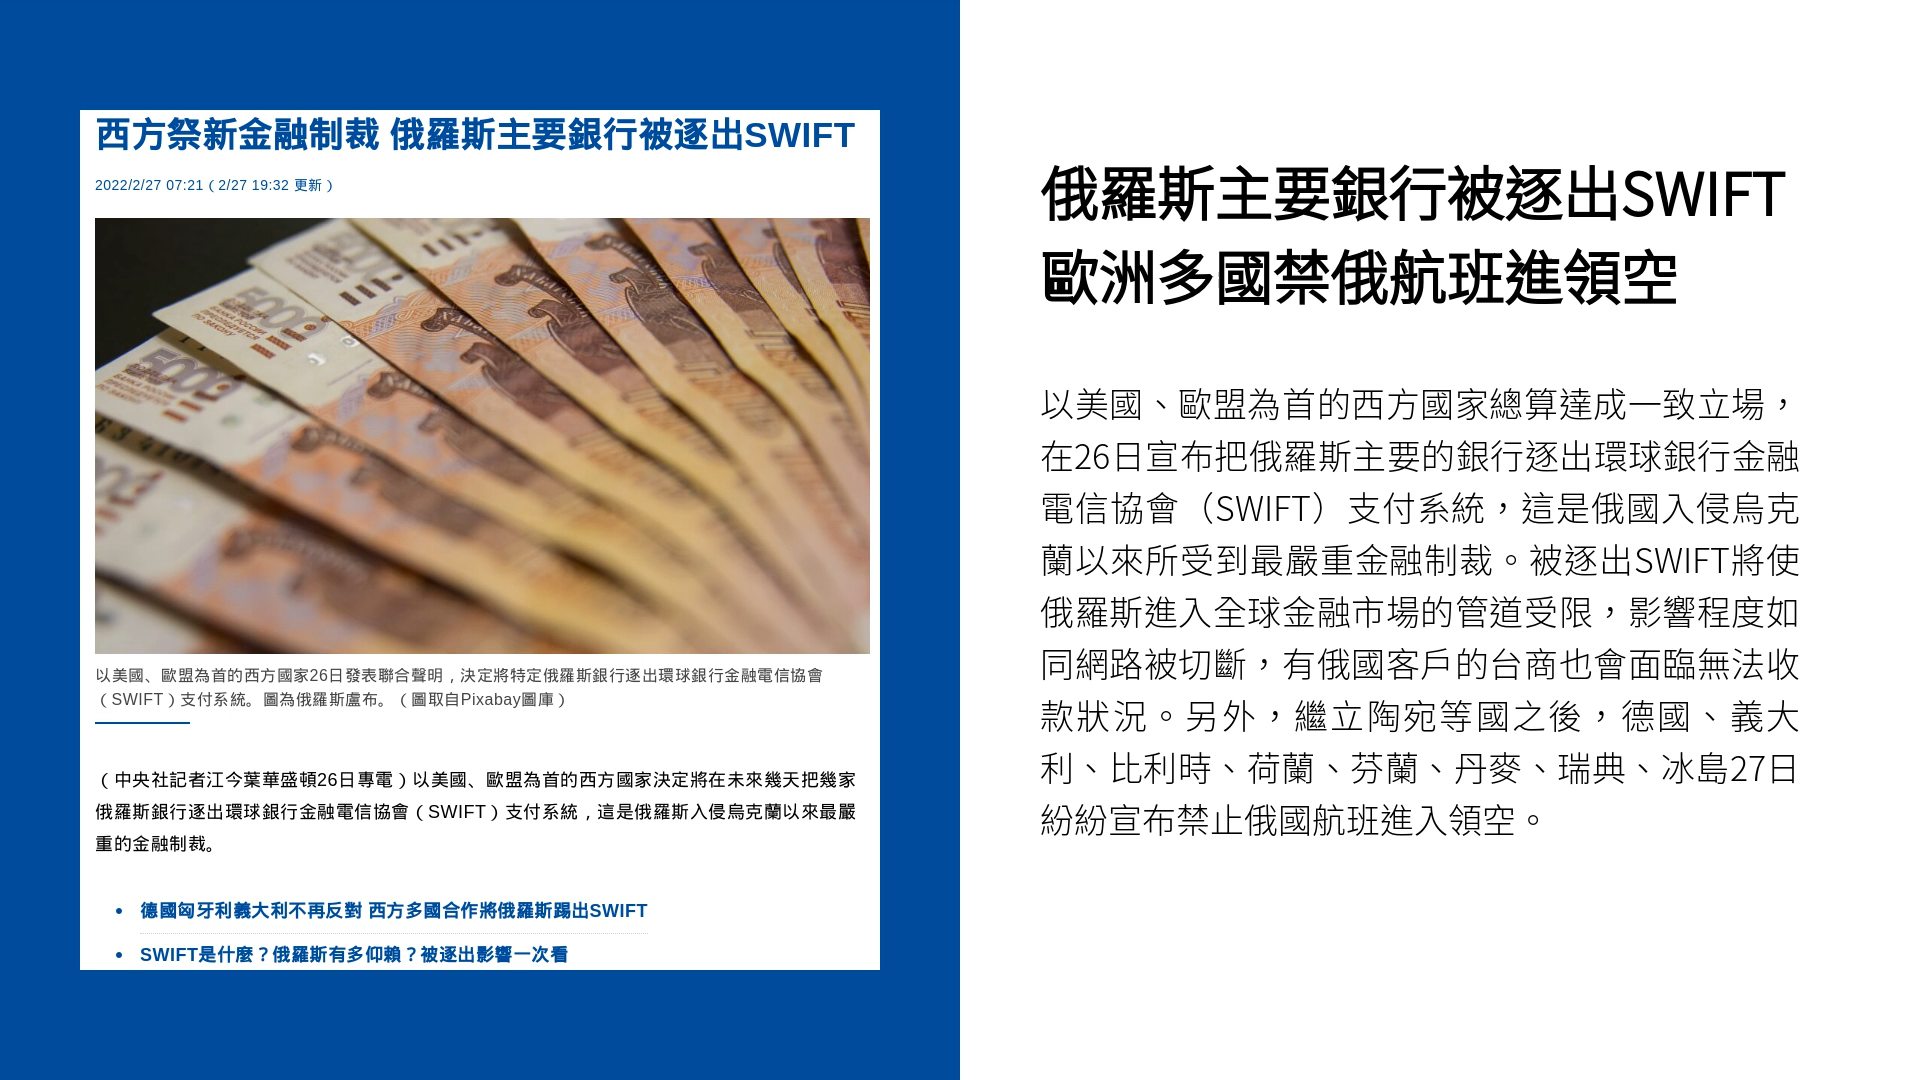 西方祭新金融制裁 俄羅斯主要銀行被逐出SWIFT
2022/2/27 07:21（2/27 19:32 更新）
以美國、歐盟為首的西方國家26日發表聯合聲明，決定將特定俄羅斯銀行逐出環球銀行金融電信協會
（SWIFT）支付系統。圖為俄羅斯盧布。（圖取自Pixabay圖庫）
（中央社記者江今葉華盛頓26日專電）以美國、歐盟為首的西方國家決定將在未來幾天把幾家
俄羅斯銀行逐出環球銀行金融電信協會（SWIFT）支付系統，這是俄羅斯入侵烏克蘭以來最嚴
重的金融制裁。
• 德國匈牙利義大利不再反對 西方多國合作將俄羅斯踢出SWIFT
• SWIFT是什麼？俄羅斯有多仰賴？被逐出影響一次看
俄羅斯主要銀行被逐出SWIFT
歐洲多國禁俄航班進領空
以美國、歐盟為首的西方國家總算達成一致立場，
在26日宣布把俄羅斯主要的銀行逐出環球銀行金融
電信協會（SWIFT）支付系統，這是俄國入侵烏克
蘭以來所受到最嚴重金融制裁。被逐出SWIFT將使
俄羅斯進入全球金融市場的管道受限，影響程度如
同網路被切斷，有俄國客戶的台商也會面臨無法收
款狀況。另外，繼立陶宛等國之後，德國、義大
利、比利時、荷蘭、芬蘭、丹麥、瑞典、冰島27日
紛紛宣布禁止俄國航班進入領空。